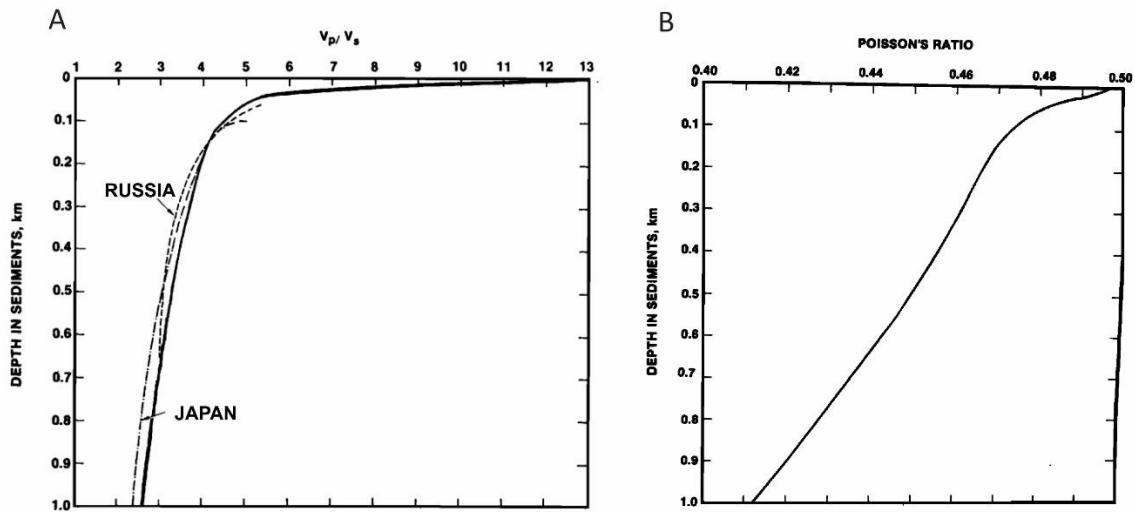 A
Vp/ Vs
1 2 3 4 5 6 7 8 9 10 11 12 13
0
0.1
0.2
0.3
0.4
0.5
0.6
0.7
0.8
0.9
1.0
DEPTH IN SEDIMENTS, km
RUSSIA
JAPAN
B
POISSON'S RATIO
0.40 0.42 0.44 0.46 0.48 0.50
0
0.1
0.2
0.3
0.4
0.5
0.6
0.7
0.8
0.9
1.0
DEPTH IN SEDIMENTS, km